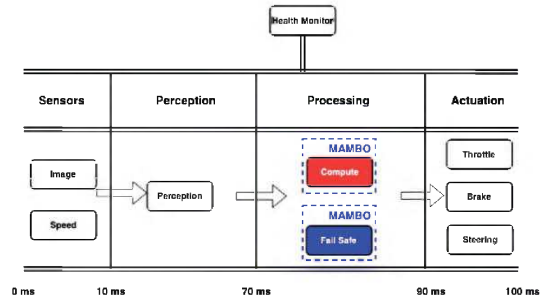 Health Monitor
Sensors
Perception
Processing
Actuation
Image
Speed
Perception
MAMBO
Compute
MAMBO
Fail Safe
Throttle
Brake
Steering
0 ms
10 ms
70 ms
90 ms
100 ms